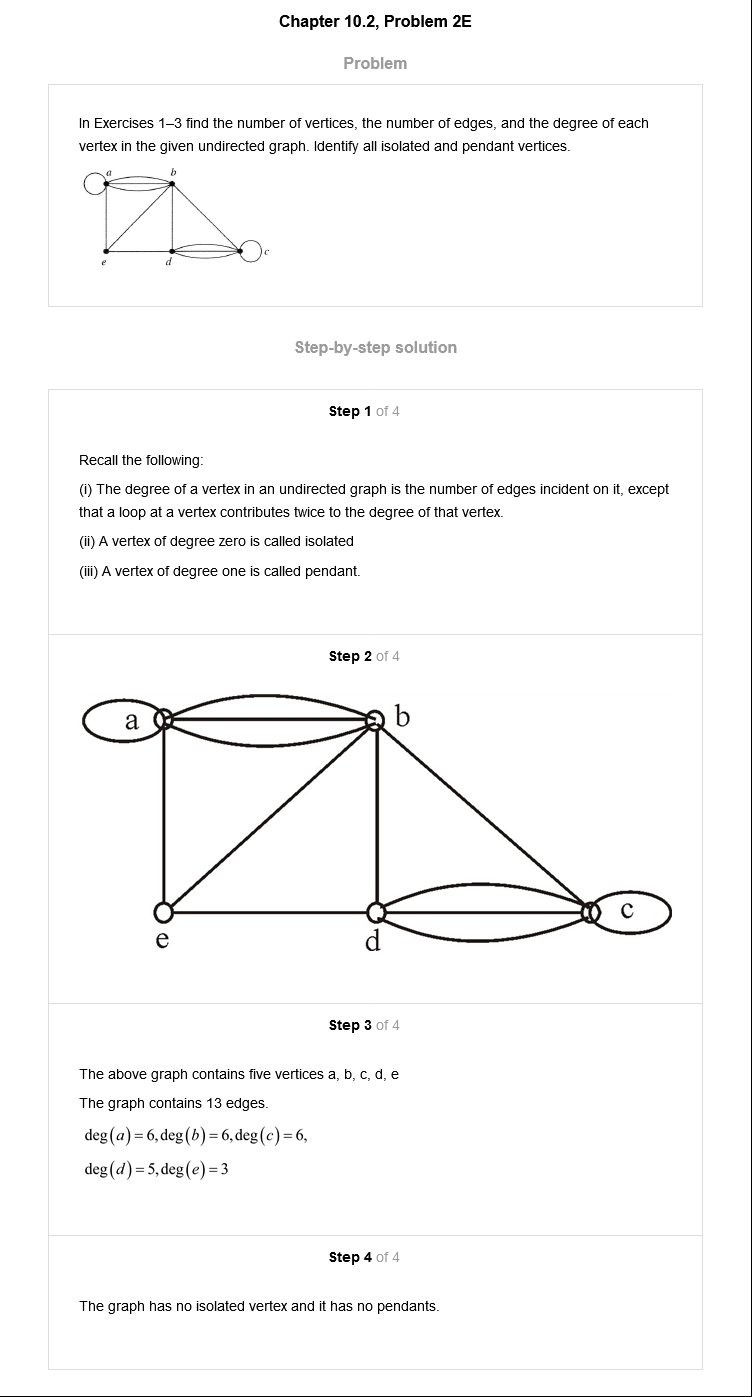 Chapter 10.2, Problem 2E
Problem
In Exercises 1–3 find the number of vertices, the number of edges, and the degree of each
vertex in the given undirected graph. Identify all isolated and pendant vertices.
a
b
c
e
d
Step-by-step solution
Step 1 of 4
Recall the following:
(i) The degree of a vertex in an undirected graph is the number of edges incident on it, except
that a loop at a vertex contributes twice to the degree of that vertex.
(ii) A vertex of degree zero is called isolated
(iii) A vertex of degree one is called pendant.
Step 2 of 4
a
b
c
e
d
Step 3 of 4
The above graph contains five vertices a, b, c, d, e
The graph contains 13 edges.
deg(a)=6,deg(b)=6,deg(c)=6,
deg(d)=5,deg(e)=3
Step 4 of 4
The graph has no isolated vertex and it has no pendants.